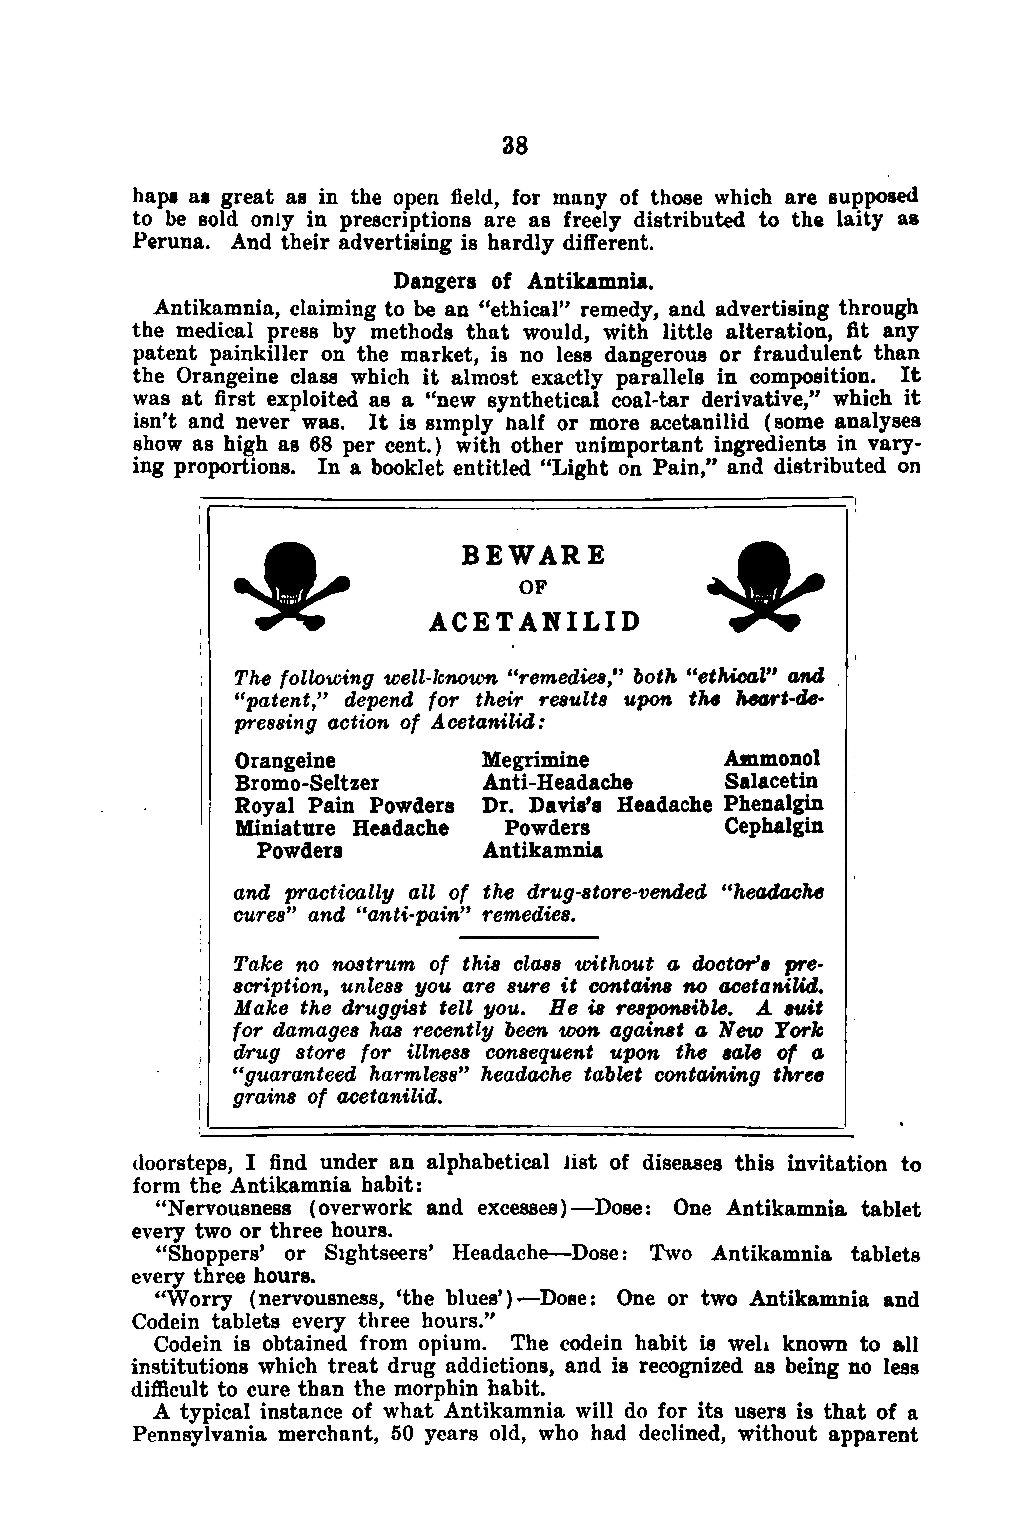 38
haps as great as in the open field, for many of those which are supposed
to be sold only in prescriptions are as freely distributed to the laity as
Peruna. And their advertising is hardly different.
Dangers of Antikamnia.
Antikamnia, claiming to be an “ethical” remedy, and advertising through
the medical press by methods that would, with little alteration, fit any
patent painkiller on the market, is no less dangerous or fraudulent than
the Orangeine class which it almost exactly parallels in composition. It
was at first exploited as a “new synthetical coal-tar derivative,” which it
isn't and never was. It is simply half or more acetanilid (some analyses
show as high as 68 per cent.) with other unimportant ingredients in vary-
ing proportions. In a booklet entitled “Light on Pain,” and distributed on
BEWARE
OF
ACETANILID
The following well-known “remedies,” both “ethical” and
“patent,” depend for their results upon the heart-de-
pressing action of Acetanilid:
Orangeine Megrimine Ammonol
Bromo-Seltzer Anti-Headache Salacetin
Royal Pain Powders Dr. Davis's Headache Phenalgin
Miniature Headache Powders Cephalgin
Powders Antikamnia
and practically all of the drug-store-vended “headache
cures” and “anti-pain” remedies.
Take no nostrum of this class without a doctor's pre-
scription, unless you are sure it contains no acetanilid.
Make the druggist tell you. He is responsible. A suit
for damages has recently been won against a New York
drug store for illness consequent upon the sale of a
“guaranteed harmless” headache tablet containing three
grains of acetanilid.
doorsteps, I find under an alphabetical list of diseases this invitation to
form the Antikamnia habit:
“Nervousness (overwork and excesses)—Dose: One Antikamnia tablet
every two or three hours.
“Shoppers' or Sightseers' Headache—Dose: Two Antikamnia tablets
every three hours.
“Worry (nervousness, ‘the blues’)—Dose: One or two Antikamnia and
Codein tablets every three hours.”
Codein is obtained from opium. The codein habit is well known to all
institutions which treat drug addictions, and is recognized as being no less
difficult to cure than the morphin habit.
A typical instance of what Antikamnia will do for its users is that of a
Pennsylvania merchant, 50 years old, who had declined, without apparent